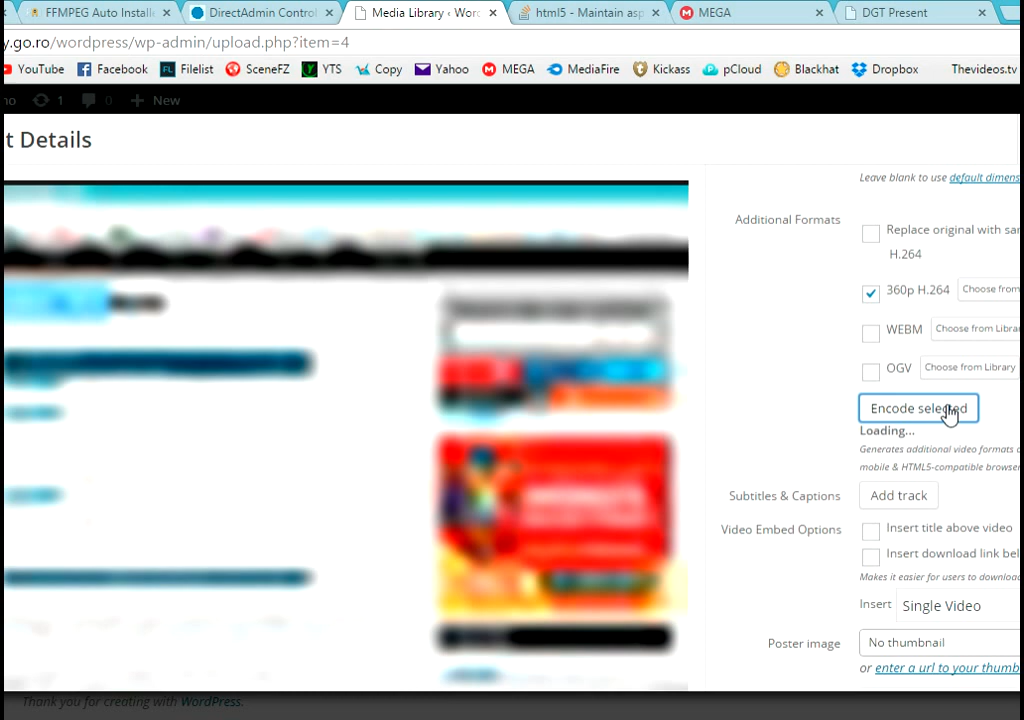 FFMPEG Auto Installe × DirectAdmin Control × Media Library ‹ Worc × html5 - Maintain asp × MEGA × DGT Present ×
y.go.ro/wordpress/wp-admin/upload.php?item=4
YouTube Facebook Filelist SceneFZ YTS Copy Yahoo MEGA MediaFire Kickass pCloud Blackhat Dropbox Thevideos.tv
no 1 0 + New
t Details
Leave blank to use default dimens
Additional Formats
Replace original with sam
H.264
360p H.264 Choose from
WEBM Choose from Librar
OGV Choose from Library
Encode selected
Loading...
Generates additional video formats c
mobile & HTML5-compatible browser
Subtitles & Captions Add track
Video Embed Options Insert title above video
Insert download link bel
Makes it easier for users to download
Insert Single Video
Poster image No thumbnail
or enter a url to your thumb
Thank you for creating with WordPress.